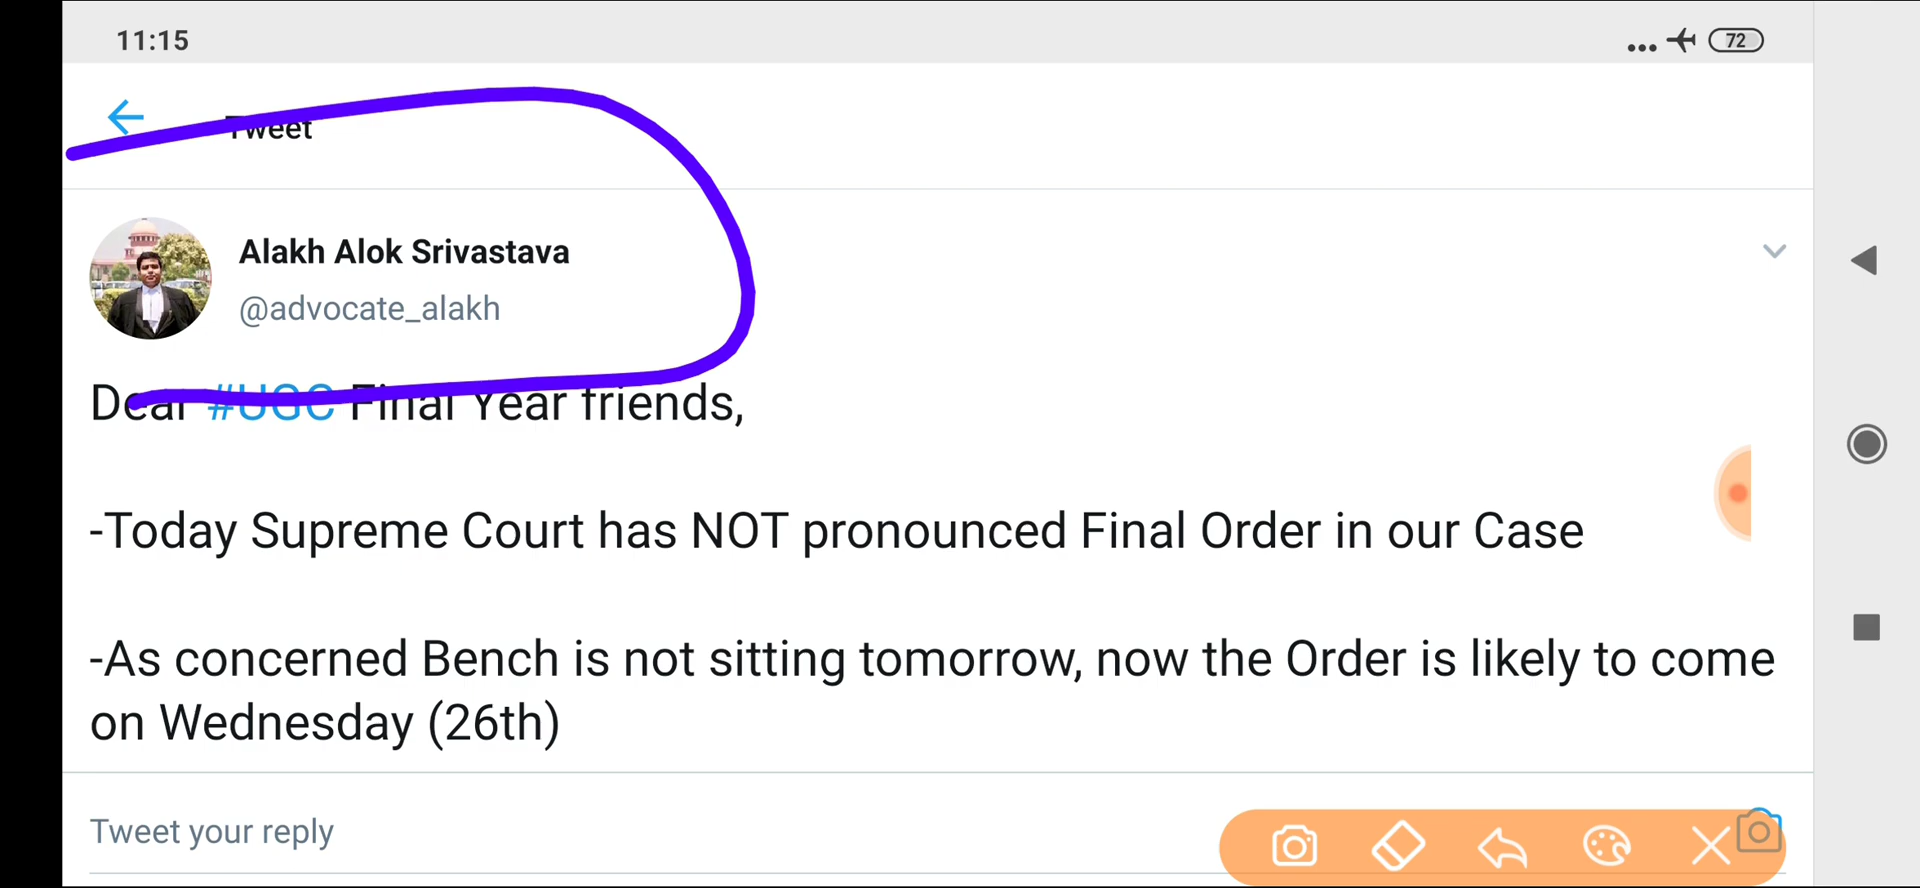 11:15
72
Tweet
Alakh Alok Srivastava
@advocate_alakh
Dear #UGC Final Year friends,
-Today Supreme Court has NOT pronounced Final Order in our Case
-As concerned Bench is not sitting tomorrow, now the Order is likely to come
on Wednesday (26th)
Tweet your reply